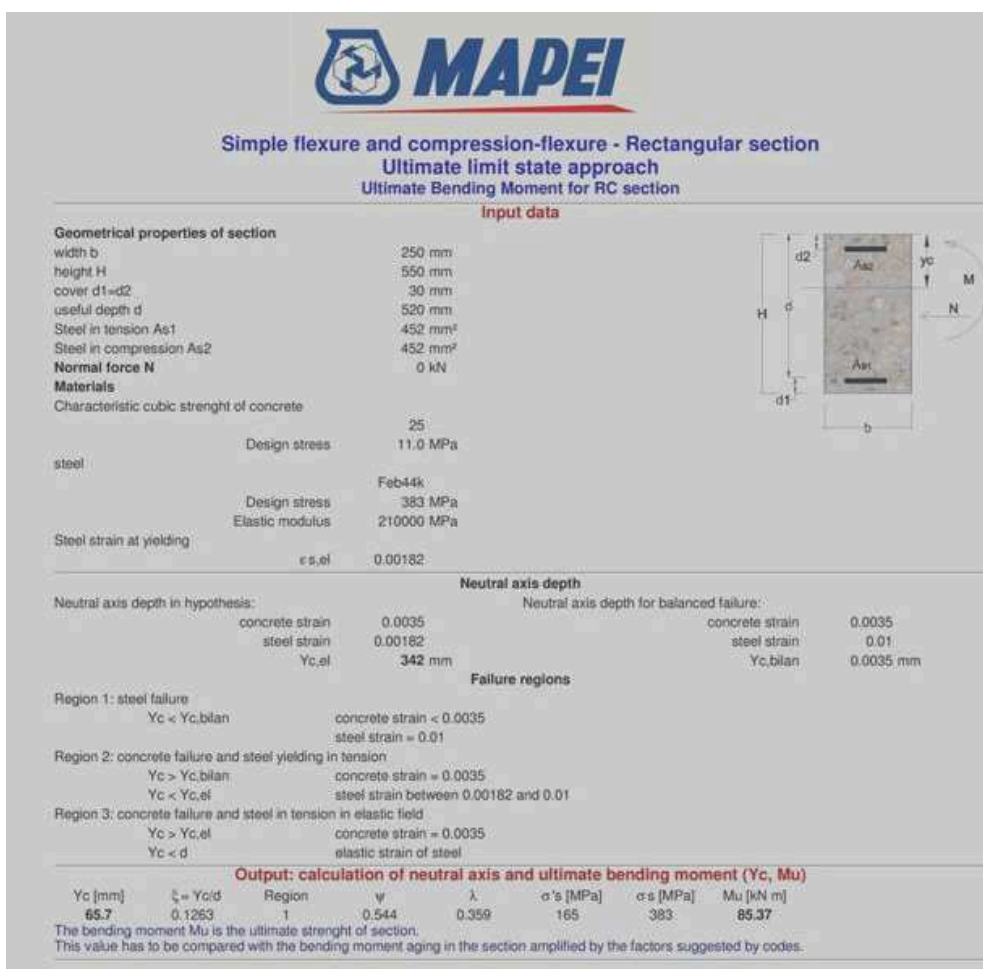 MAPEI
Simple flexure and compression-flexure - Rectangular section
Ultimate limit state approach
Ultimate Bending Moment for RC section
Input data
Geometrical properties of section
width b 250 mm
height H 550 mm
cover d1=d2 30 mm
useful depth d 520 mm
Steel in tension As1 452 mm²
Steel in compression As2 452 mm²
Normal force N 0 kN
Materials
Characteristic cubic strenght of concrete
25
Design stress 11.0 MPa
steel
Feb44k
Design stress 383 MPa
Elastic modulus 210000 MPa
Steel strain at yielding
εs,el 0.00182
d2 As2 yc M
H d N
As1
d1
b
Neutral axis depth
Neutral axis depth in hypothesis: Neutral axis depth for balanced failure:
concrete strain 0.0035 concrete strain 0.0035
steel strain 0.00182 steel strain 0.01
Yc,el 342 mm Yc,bilan 0.0035 mm
Failure regions
Region 1: steel failure
Yc < Yc,bilan concrete strain < 0.0035
steel strain = 0.01
Region 2: concrete failure and steel yielding in tension
Yc > Yc,bilan concrete strain = 0.0035
Yc < Yc,el steel strain between 0.00182 and 0.01
Region 3: concrete failure and steel in tension in elastic field
Yc > Yc,el concrete strain = 0.0035
Yc < d elastic strain of steel
Output: calculation of neutral axis and ultimate bending moment (Yc, Mu)
Yc [mm] ξ = Yc/d Region ψ λ σ's [MPa] σs [MPa] Mu [kN m]
65.7 0.1263 1 0.544 0.359 165 383 85.37
The bending moment Mu is the ultimate strenght of section.
This value has to be compared with the bending moment aging in the section amplified by the factors suggested by codes.